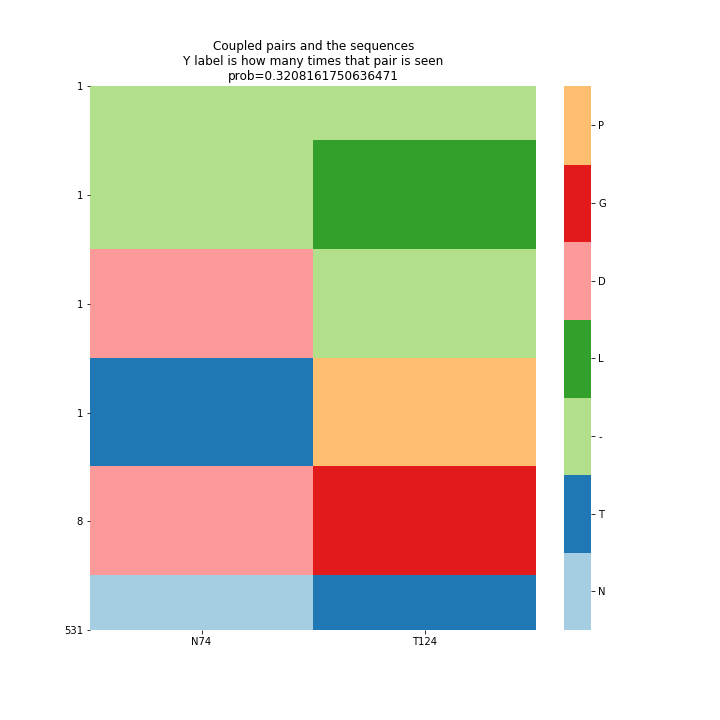 Coupled pairs and the sequences
Y label is how many times that pair is seen
prob=0.3208161750636471
1
1
1
1
8
531
N74
T124
P
G
D
L
-
T
N